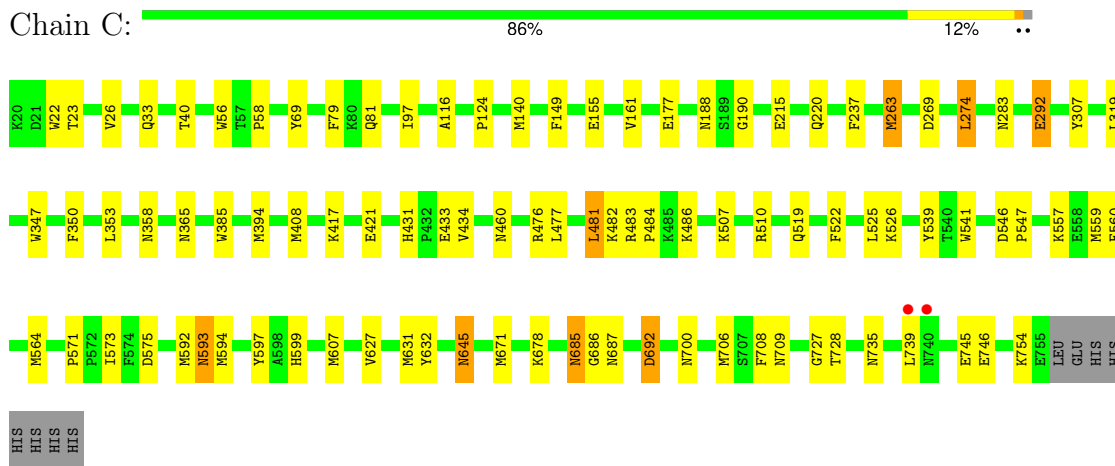 Chain C:
86% 12% ••
K20 D21 W22 T23 V26 Q33 T40 W56 T57 P58 Y69 F79 K80 Q81 I97 A116 P124 M140 F149 E155 V161 E177 N188 S189 G190 E215 Q220 F237 M263 D269 L274 N283 E292 Y307
W347 F350 L353 N358 N365 W385 M394 M408 K417 E421 H431 P432 E433 V434 N460 R476 L477 L481 K482 R483 P484 K485 K486 K507 R510 Q519 F522 L525 K526 Y539 T540 W541 D546 P547 K557 E558 M559
M564 P571 P572 I573 F574 D575 M592 N593 M594 Y597 A598 H599 M607 V627 M631 Y632 N645 M671 K678 N685 G686 N687 D692 N700 M706 S707 F708 N709 G727 T728 N735 L739 N740 E745 E746 K754 E755 LEU GLU HIS HIS
HIS HIS HIS HIS